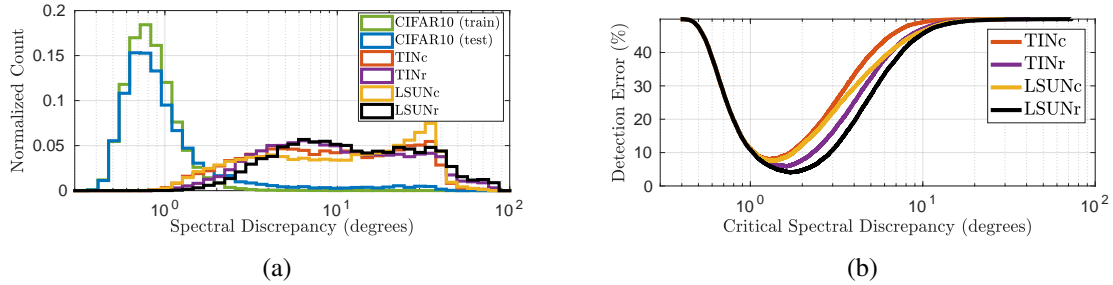 0.2
0.15
0.1
0.05
0
Normalized Count
CIFAR10 (train)
CIFAR10 (test)
TINc
TINr
LSUNc
LSUNr
10^0
10^1
10^2
Spectral Discrepancy (degrees)
(a)
40
30
20
10
0
Detection Error (%)
TINc
TINr
LSUNc
LSUNr
10^0
10^1
10^2
Critical Spectral Discrepancy (degrees)
(b)